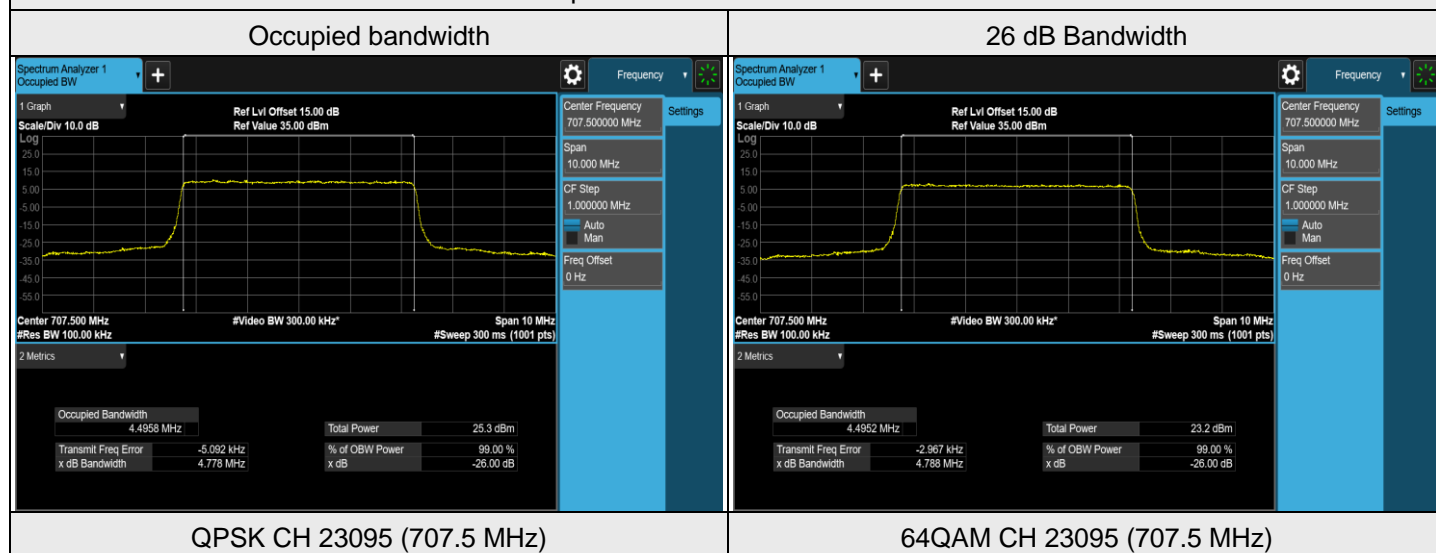 Occupied bandwidth
26 dB Bandwidth
Spectrum Analyzer 1
Occupied BW
+
Frequency
1 Graph
Scale/Div 10.0 dB
Ref Lvl Offset 15.00 dB
Ref Value 35.00 dBm
Log
25.0
15.0
5.00
-5.00
-15.0
-25.0
-35.0
-45.0
-55.0
Center 707.500 MHz
#Res BW 100.00 kHz
#Video BW 300.00 kHz*
Span 10 MHz
#Sweep 300 ms (1001 pts)
Center Frequency
707.500000 MHz
Settings
Span
10.000 MHz
CF Step
1.000000 MHz
Auto
Man
Freq Offset
0 Hz
2 Metrics
Occupied Bandwidth
4.4958 MHz
Total Power 25.3 dBm
Transmit Freq Error -5.092 kHz
% of OBW Power 99.00 %
x dB Bandwidth 4.778 MHz
x dB -26.00 dB
Spectrum Analyzer 1
Occupied BW
+
Frequency
1 Graph
Scale/Div 10.0 dB
Ref Lvl Offset 15.00 dB
Ref Value 35.00 dBm
Log
25.0
15.0
5.00
-5.00
-15.0
-25.0
-35.0
-45.0
-55.0
Center 707.500 MHz
#Res BW 100.00 kHz
#Video BW 300.00 kHz*
Span 10 MHz
#Sweep 300 ms (1001 pts)
Center Frequency
707.500000 MHz
Settings
Span
10.000 MHz
CF Step
1.000000 MHz
Auto
Man
Freq Offset
0 Hz
2 Metrics
Occupied Bandwidth
4.4952 MHz
Total Power 23.2 dBm
Transmit Freq Error -2.967 kHz
% of OBW Power 99.00 %
x dB Bandwidth 4.788 MHz
x dB -26.00 dB
QPSK CH 23095 (707.5 MHz)
64QAM CH 23095 (707.5 MHz)